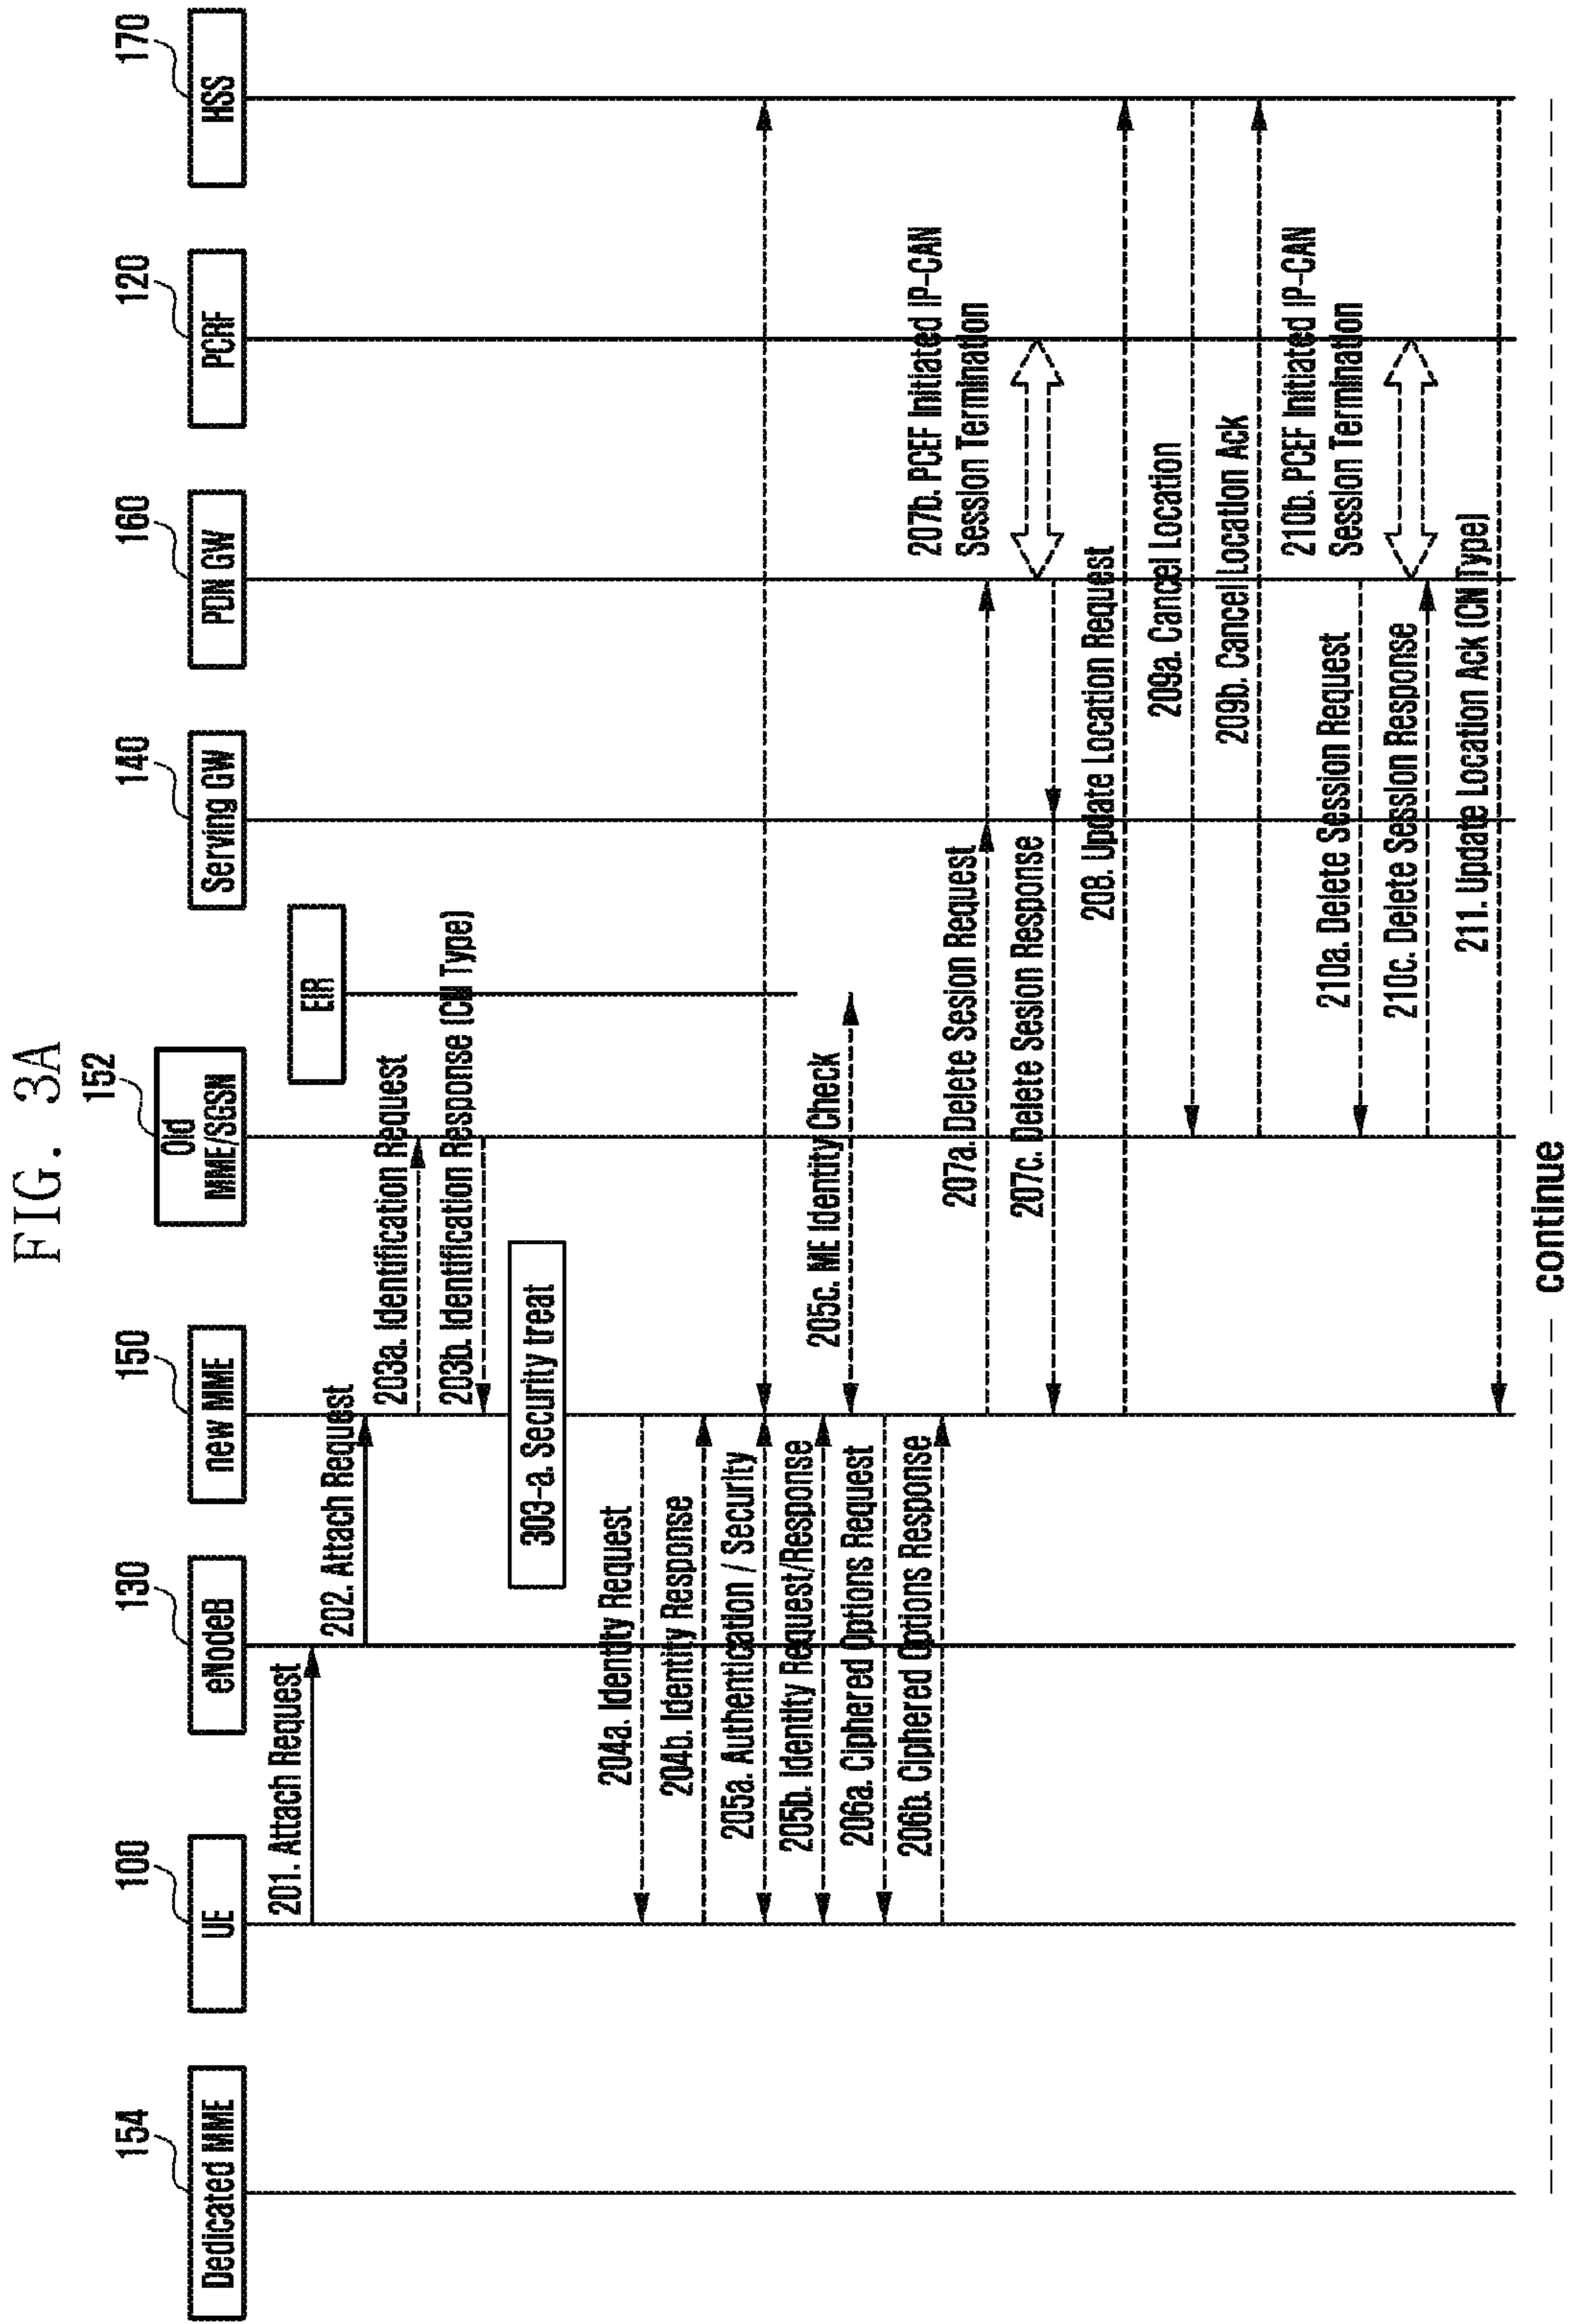 FIG. 3A
154
100
130
150
152
140
160
120
170
Dedicated MME
UE
eNodeB
new MME
Old
MME/SGSN
EIR
Serving GW
PDN GW
PCRF
HSS
201. Attach Request
202. Attach Request
203a. Identification Request
203b. Identification Response (CN Type)
303-a. Security treat
204a. Identity Request
204b. Identity Response
205a. Authentication / Security
205b. Identity Request/Response
205c. ME Identity Check
206a. Ciphered Options Request
206b. Ciphered Options Response
207a. Delete Sesion Request
207b. PCEF Initiated IP-CAN
Session Termination
207c. Delete Sesion Response
208. Update Location Request
209a. Cancel Location
209b. Cancel Location Ack
210a. Delete Session Request
210b. PCEF Initiated IP-CAN
Session Termination
210c. Delete Session Response
211. Update Location Ack (CN Type)
continue